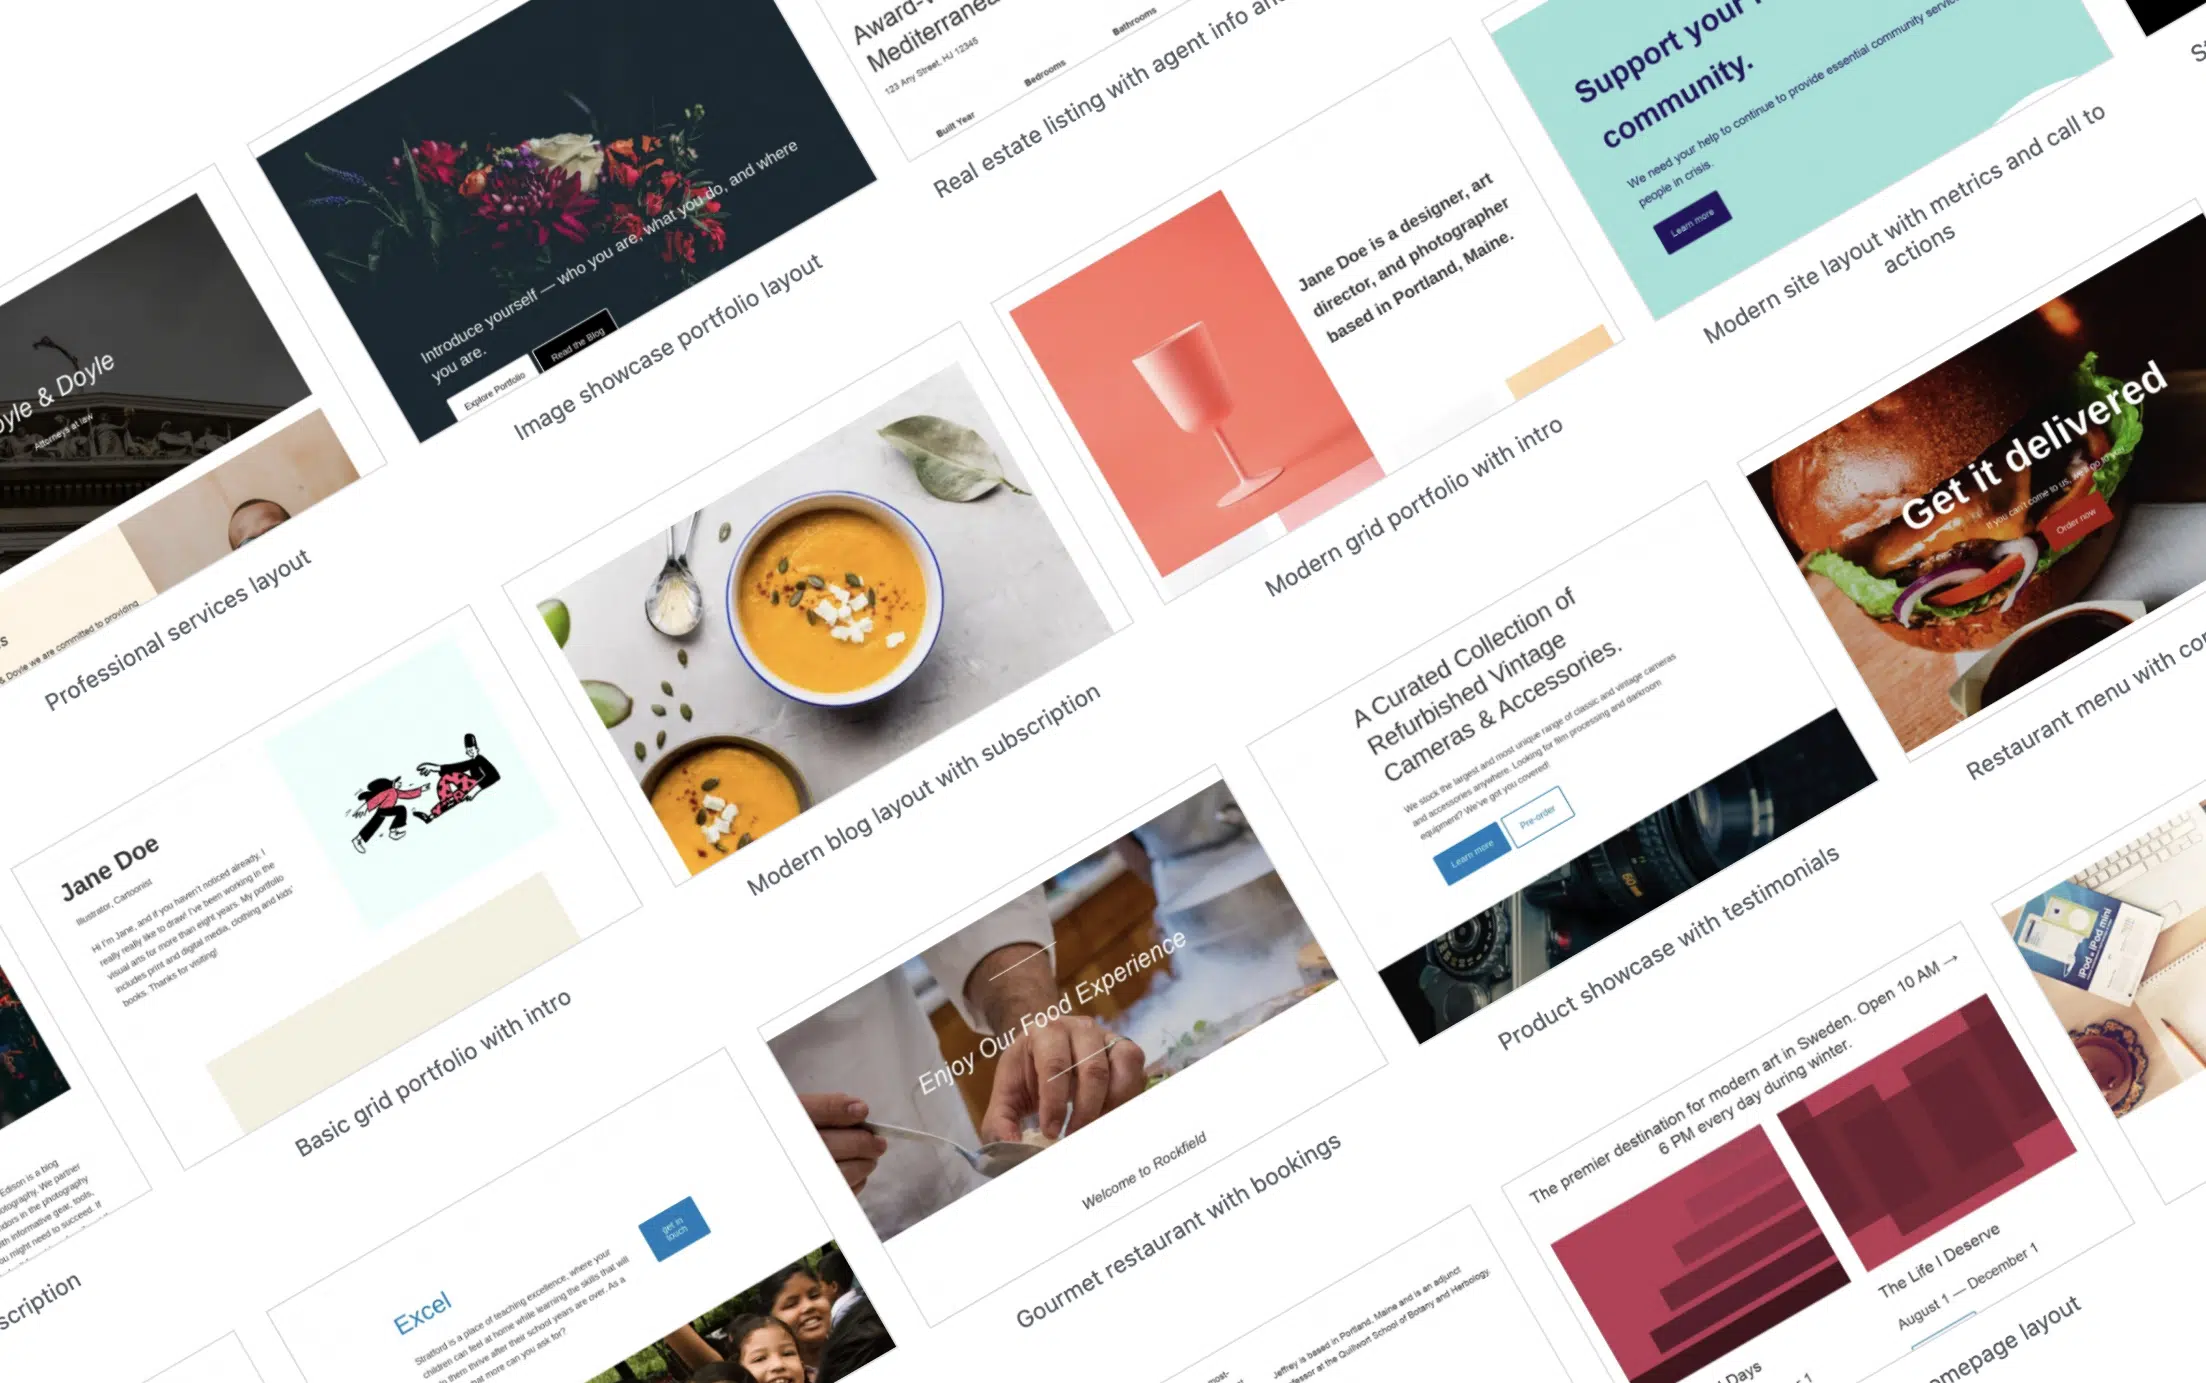 Award-
Mediterranea
123 Any Street, HJ 12345
Built Year
Bedrooms
Bathrooms
Real estate listing with agent info an
Support your
community.
We need your help to continue to provide essential community servic
people in crisis.
Learn more
Modern site layout with metrics and call to
actions
Introduce yourself — who you are, what you do, and where
you are.
Explore Portfolio
Read the Blog
Image showcase portfolio layout
Jane Doe is a designer, art
director, and photographer
based in Portland, Maine.
Modern grid portfolio with intro
Get it delivered
If you can't come to us, we'll go to you
Order now
Restaurant menu with co
oyle & Doyle
Attorneys at law
& Doyle we are committed to providing
Professional services layout
Modern blog layout with subscription
A Curated Collection of
Refurbished Vintage
Cameras & Accessories.
We stock the largest and most unique range of classic and vintage cameras
and accessories anywhere. Looking for film processing and darkroom
equipment? We've got you covered!
Learn more
Pre-order
60
Product showcase with testimonials
Jane Doe
Illustrator, Cartoonist
Hi I'm Jane, and if you haven't noticed already, I
really like to draw! I've been working in the
visual arts for more than eight years. My portfolio
includes print and digital media, clothing and kids'
books. Thanks for visiting!
Basic grid portfolio with intro
Enjoy Our Food Experience
Welcome to Rockfield
Gourmet restaurant with bookings
iPod + iPod mini
The premier destination for modern art in Sweden. Open 10 AM →
6 PM every day during winter.
The Life I Deserve
August 1 — December 1
Days
omepage layout
Edison is a blog
otography. We partner
ndors in the photography
ith informative gear, tools,
ou might need to succeed. If
scription
Excel
get in
touch
Stratford is a place of teaching excellence, where your
children can feel at home while learning the skills that will
them thrive after their school years are over. As a
hat more can you ask for?
Jeffrey is based in Portland, Maine and is an adjunct
fessor at the Quillwort School of Botany and Herbology.
most-